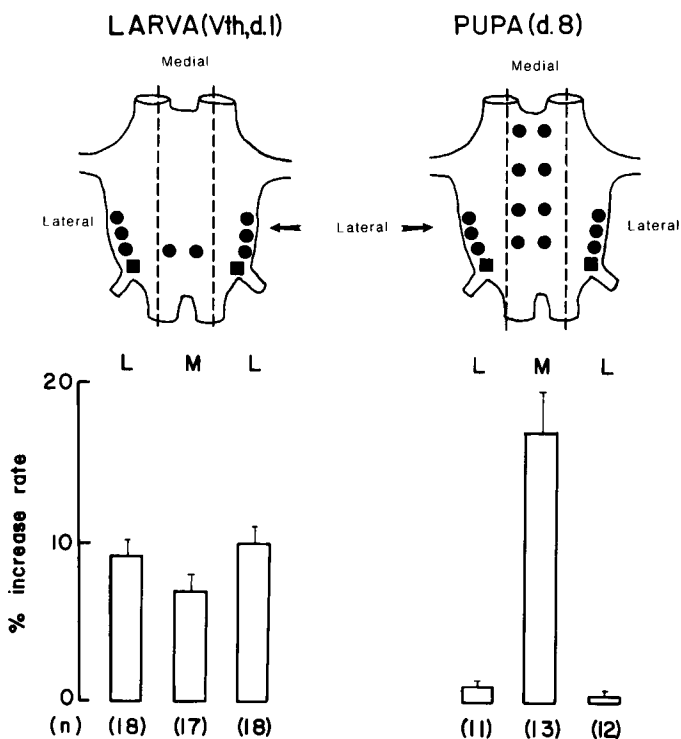 LARVA(Vth,d.1) PUPA(d.8)
Medial Medial
Lateral Lateral Lateral
L M L L M L
20
10
0
% increase rate
(n) (18) (17) (18) (11) (13) (12)